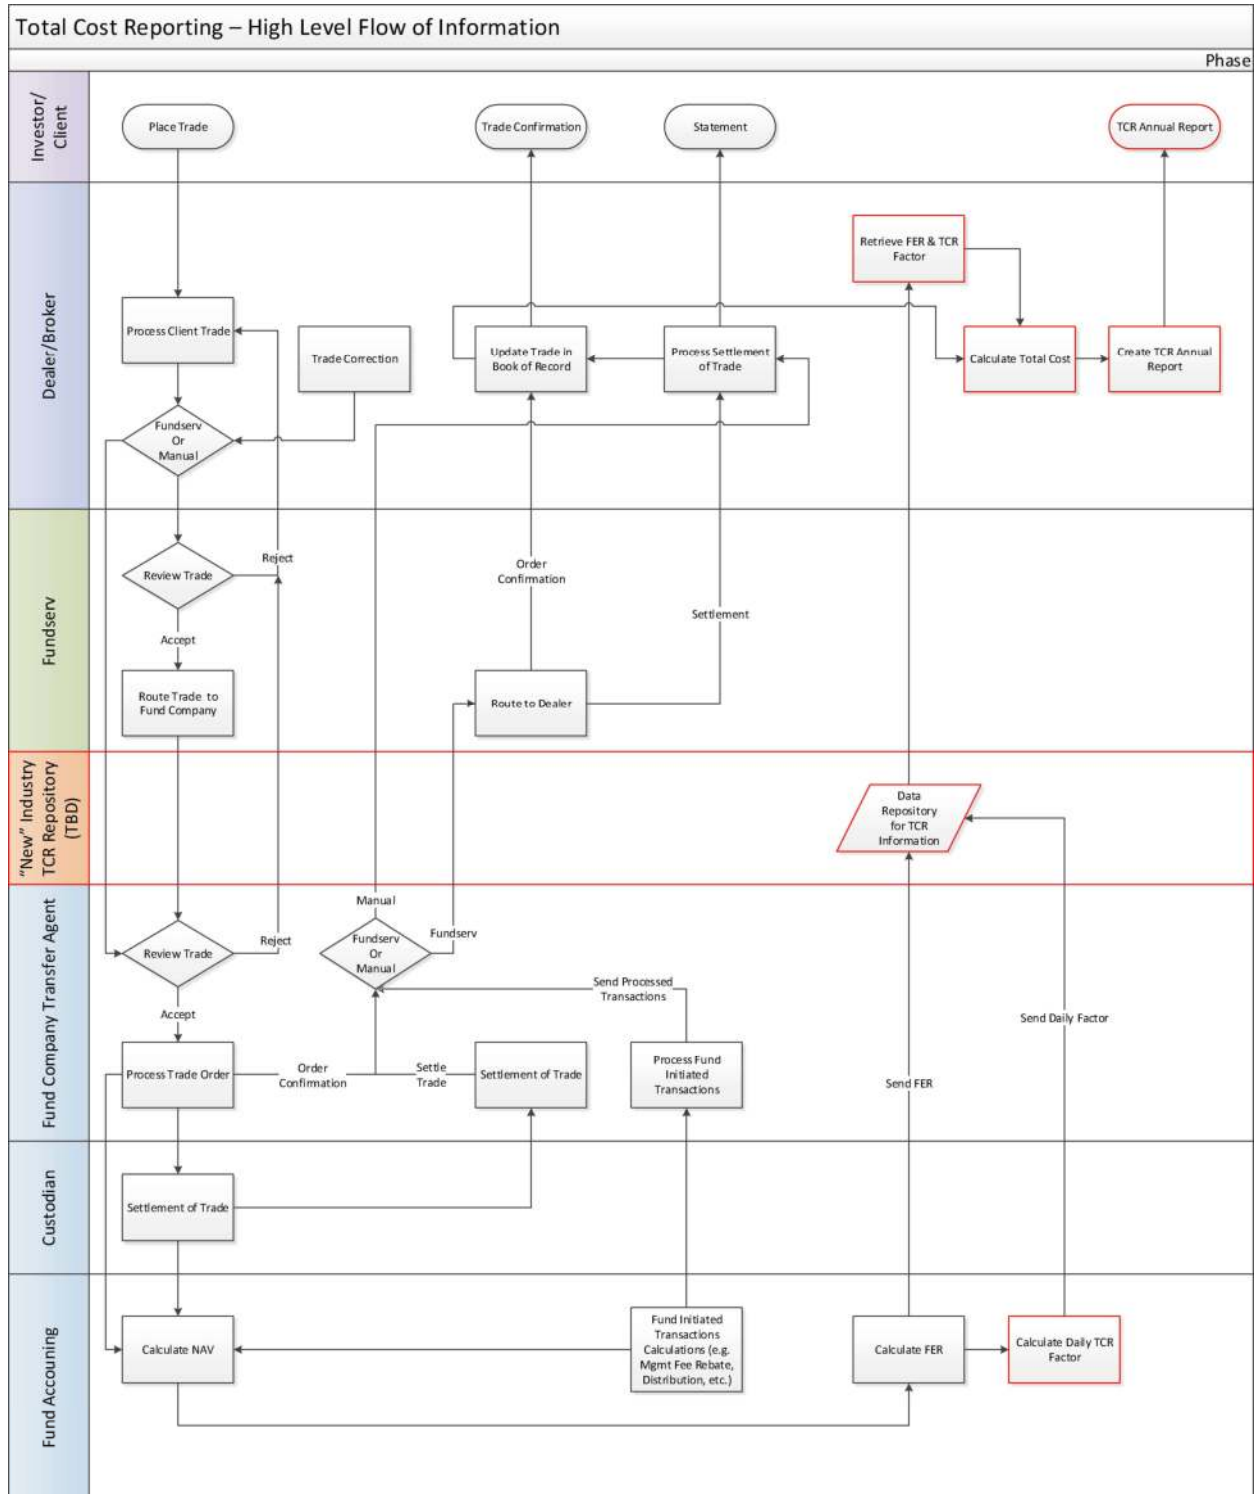 Total Cost Reporting – High Level Flow of Information
Phase
Investor/
Client
Place Trade
Trade Confirmation
Statement
TCR Annual Report
Dealer/Broker
Retrieve FER & TCR
Factor
Process Client Trade
Trade Correction
Update Trade in
Book of Record
Process Settlement
of Trade
Calculate Total Cost
Create TCR Annual
Report
Fundserv
Or
Manual
Fundserv
Review Trade
Reject
Order
Confirmation
Settlement
Accept
Route Trade to
Fund Company
Route to Dealer
"New" Industry
TCR Repository
(TBD)
Data
Repository
for TCR
Information
Fund Company Transfer Agent
Manual
Review Trade
Reject
Fundserv
Or
Manual
Fundserv
Send Processed
Transactions
Accept
Send Daily Factor
Process Trade Order
Order
Confirmation
Settle
Trade
Settlement of Trade
Process Fund
Initiated
Transactions
Send FER
Custodian
Settlement of Trade
Fund Accouning
Calculate NAV
Fund Initiated
Transactions
Calculations (e.g.
Mgmt Fee Rebate,
Distribution, etc.)
Calculate FER
Calculate Daily TCR
Factor